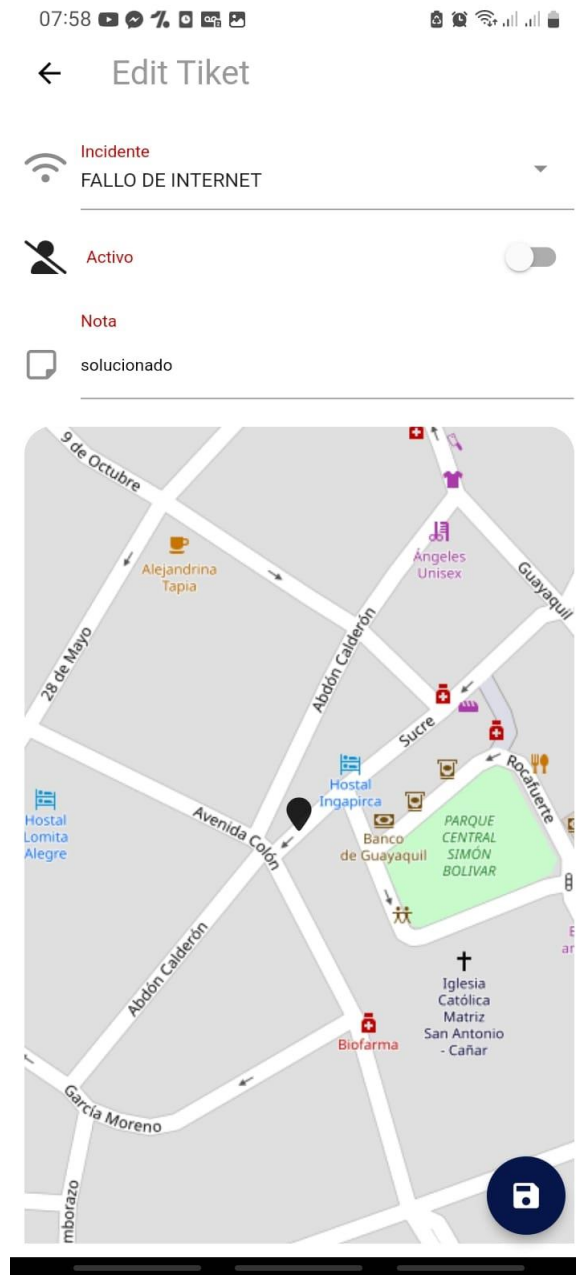 07:58
Edit Tiket
Incidente
FALLO DE INTERNET
Activo
Nota
solucionado
9 de Octubre
Alejandrina
Tapia
Ángeles
Unisex
Guayaquil
28 de Mayo
Abdón Calderón
Sucre
Hostal
Ingapirca
Rocafuerte
Hostal
Lomita
Alegre
Avenida Colón
Banco
de Guayaquil
PARQUE
CENTRAL
SIMÓN
BOLIVAR
Abdón Calderón
Iglesia
Católica
Matriz
San Antonio
- Cañar
Biofarma
García Moreno
mborazo